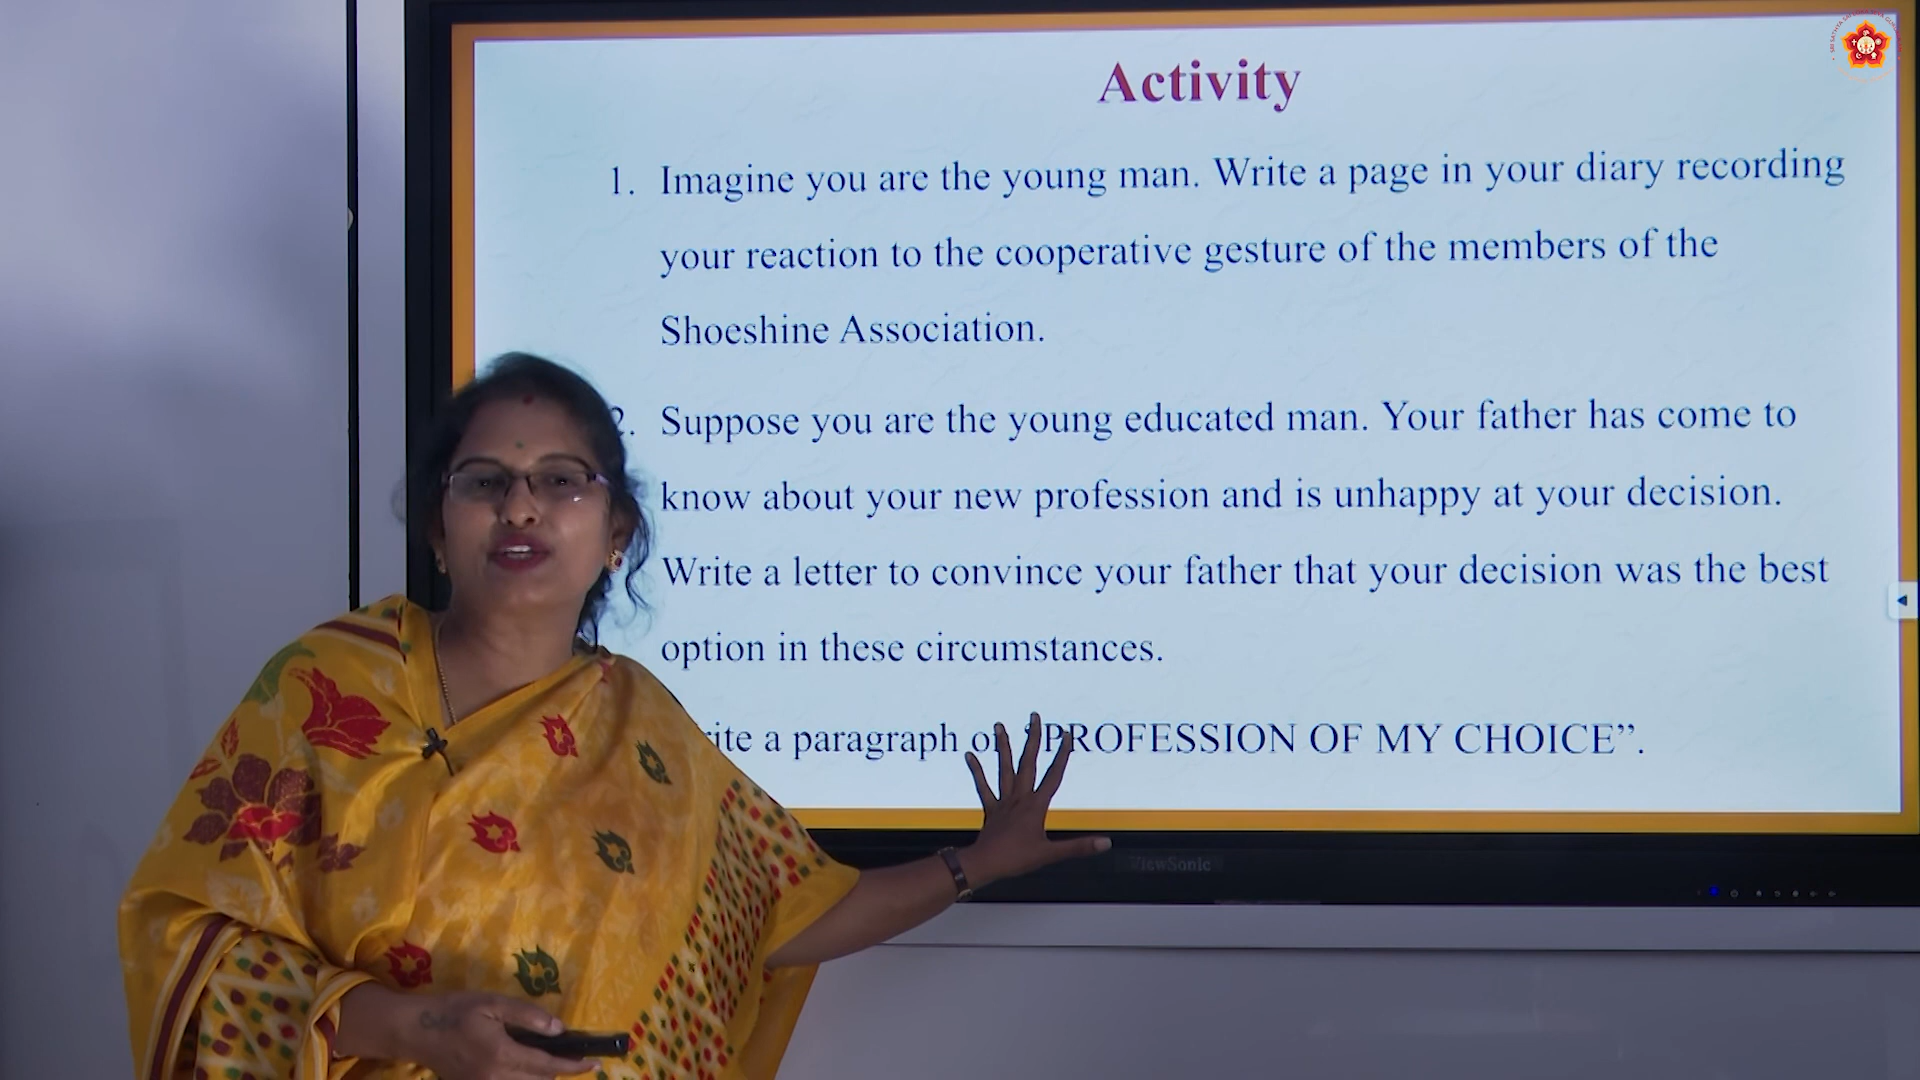 Activity
1. Imagine you are the young man. Write a page in your diary recording
your reaction to the cooperative gesture of the members of the
Shoeshine Association.
2. Suppose you are the young educated man. Your father has come to
know about your new profession and is unhappy at your decision.
Write a letter to convince your father that your decision was the best
option in these circumstances.
a paragraph "PROFESSION OF MY CHOICE".
ViewSonic